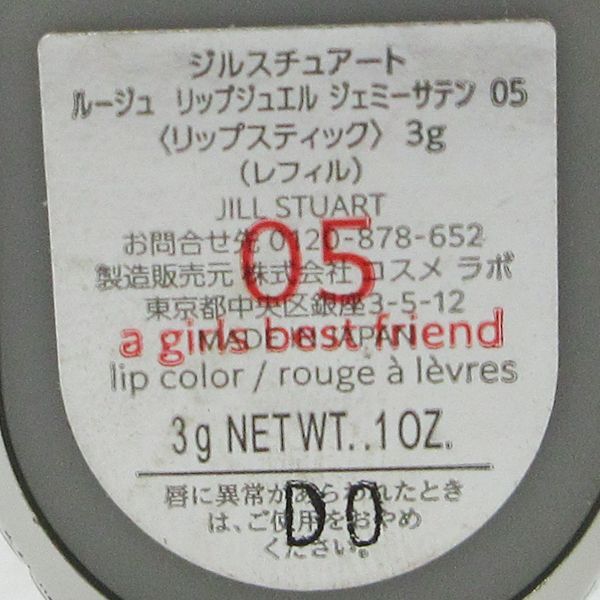 ジルスチュアート
ルージュ リップジュエル ジェミーサテン 05
〈リップスティック〉 3g
(レフィル)
JILL STUART
05
お問合せ先 0120-878-652
製造販売元 株式会社 コスメ ラボ
東京都中央区銀座3-5-12
a girls best friend
MADE IN JAPAN
lip color / rouge à lèvres
3g NET WT. .1 OZ.
唇に異常があらわれたとき
は、ご使用をおやめ
ください。
D0